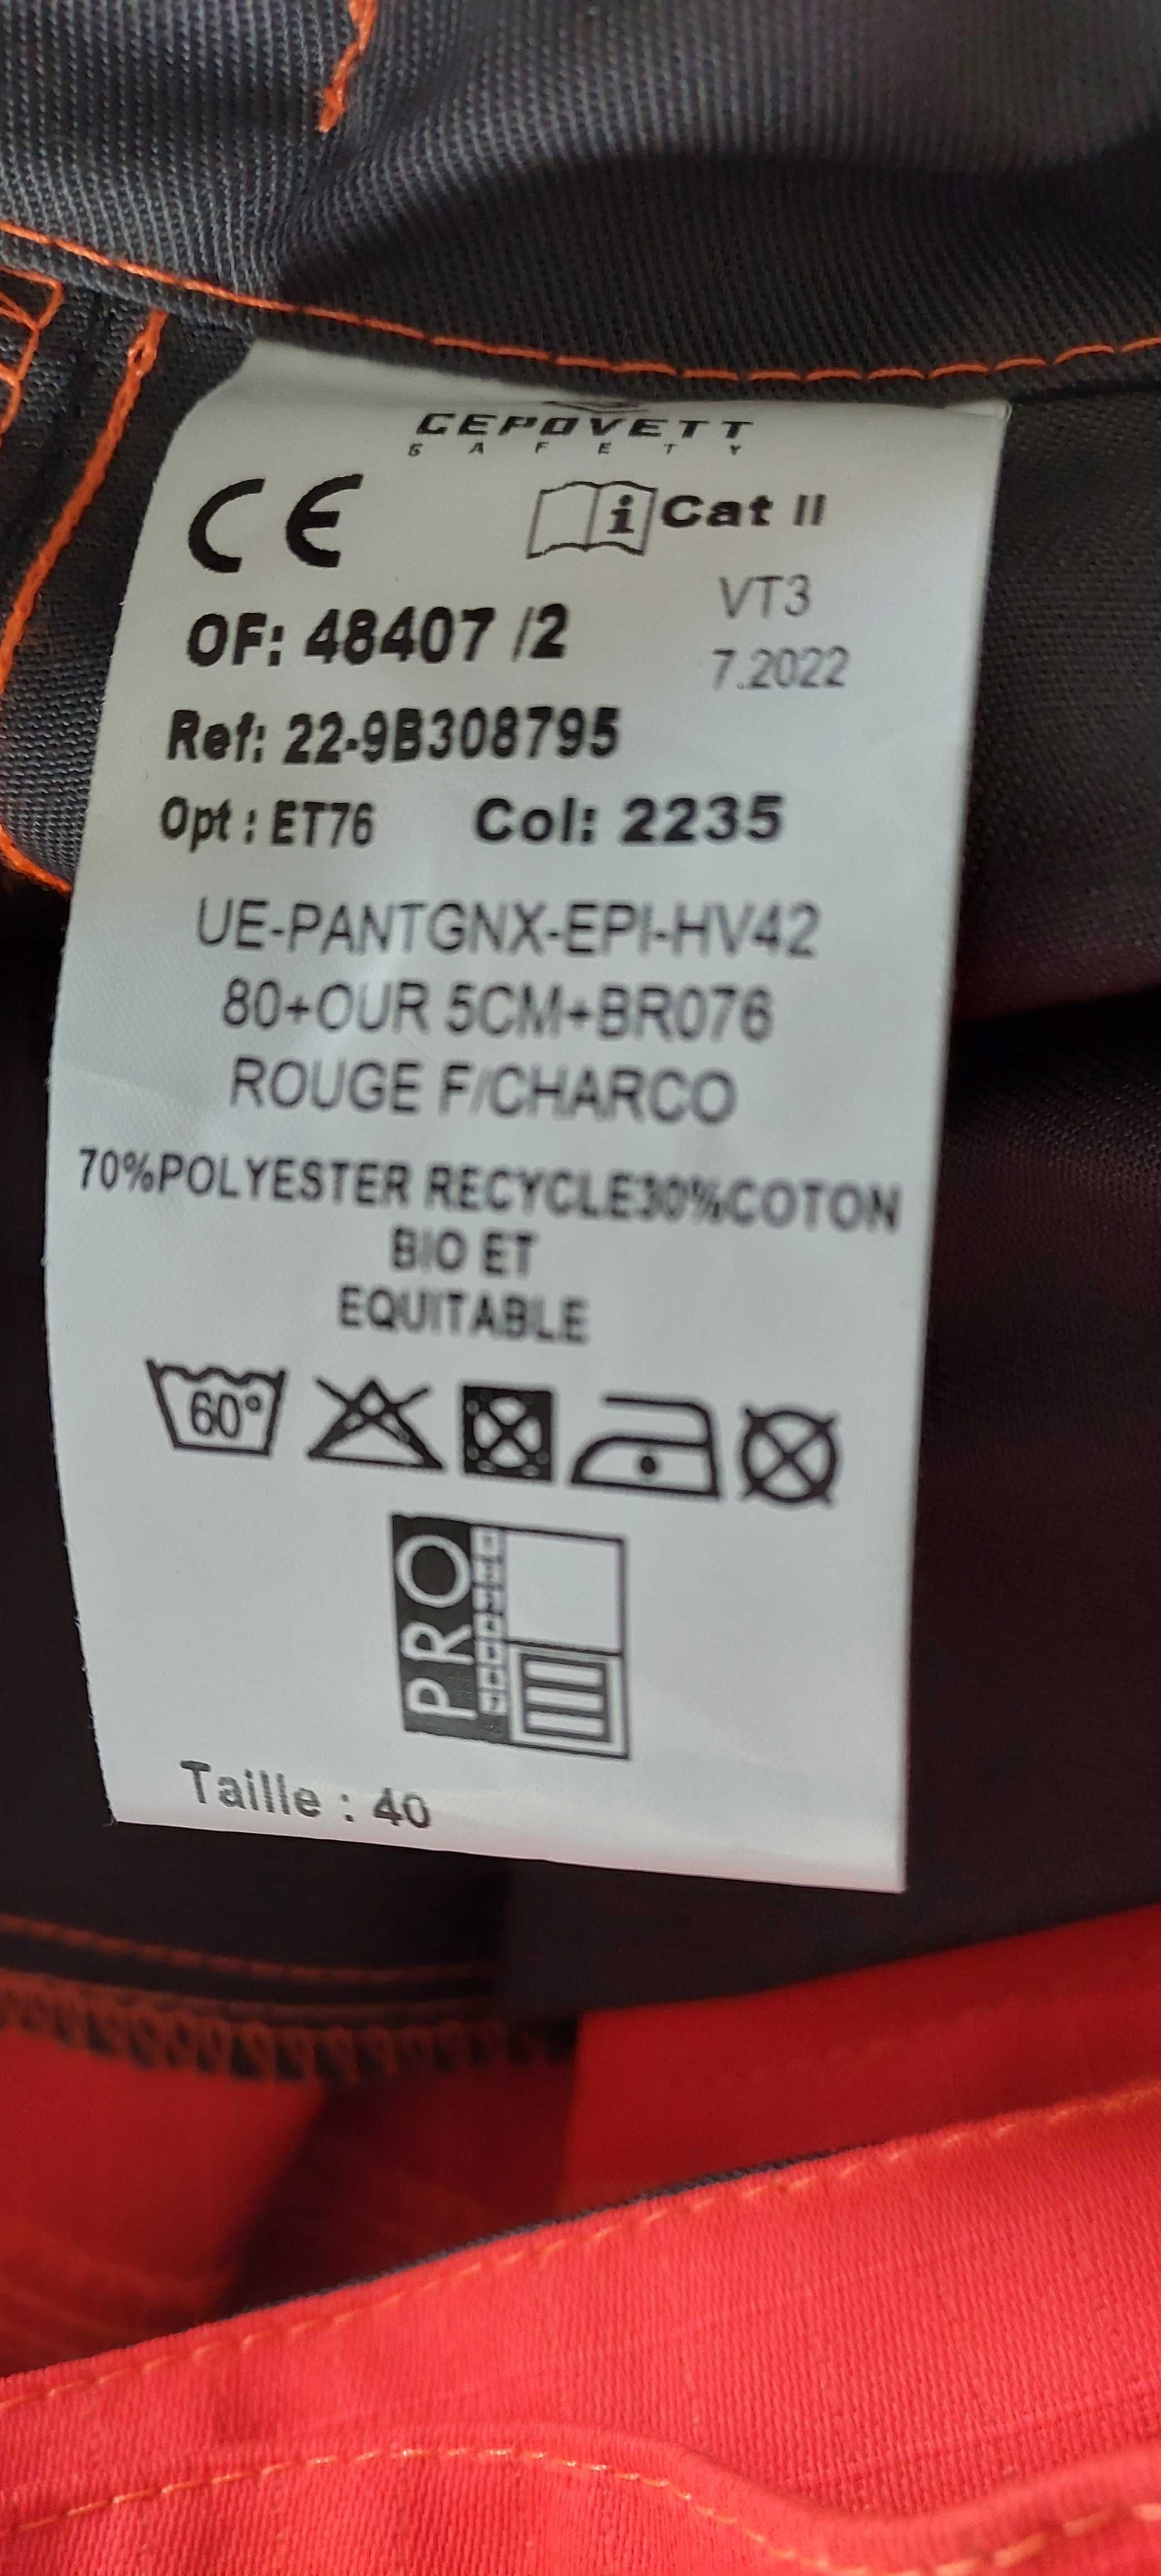 CEPOVETT
SAFETY
CE
i Cat II
VT3
OF: 48407 /2
7.2022
Ref: 22-9B308795
Opt : ET76 Col: 2235
UE-PANTGNX-EPI-HV42
80+OUR 5CM+BR076
ROUGE F/CHARCO
70%POLYESTER RECYCLE30%COTON
BIO ET
EQUITABLE
60°
PRO
Taille : 40